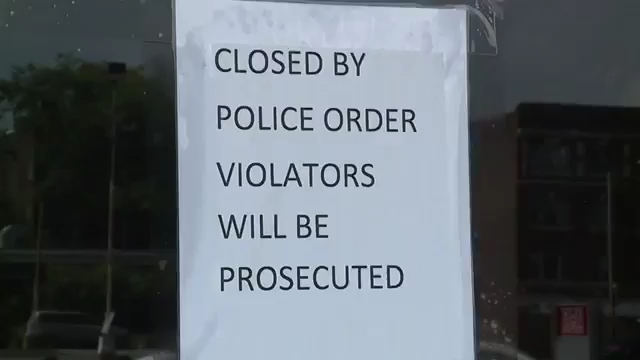 CLOSED BY
POLICE ORDER
VIOLATORS
WILL BE
PROSECUTED